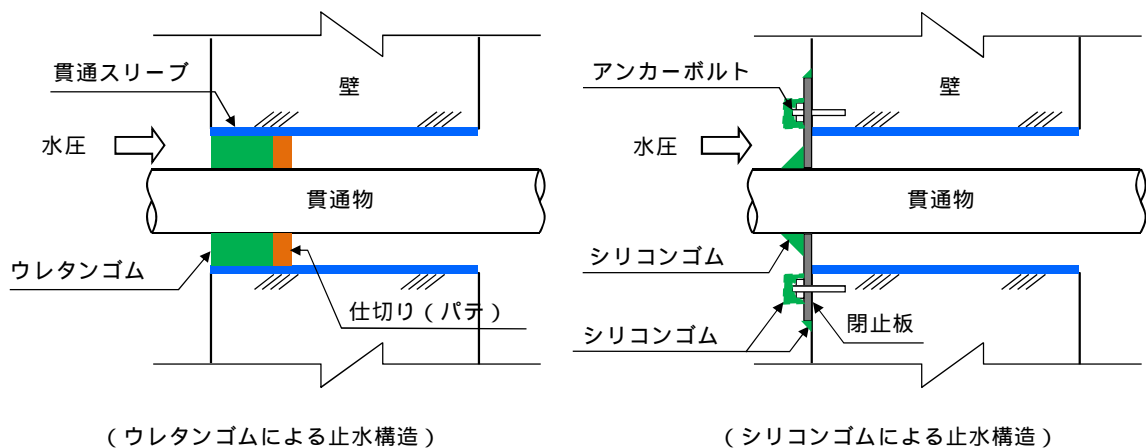 貫通スリーブ
壁
水圧
貫通物
ウレタンゴム
仕切り（パテ）
（ウレタンゴムによる止水構造）
アンカーボルト
壁
水圧
貫通物
シリコンゴム
シリコンゴム
閉止板
（シリコンゴムによる止水構造）